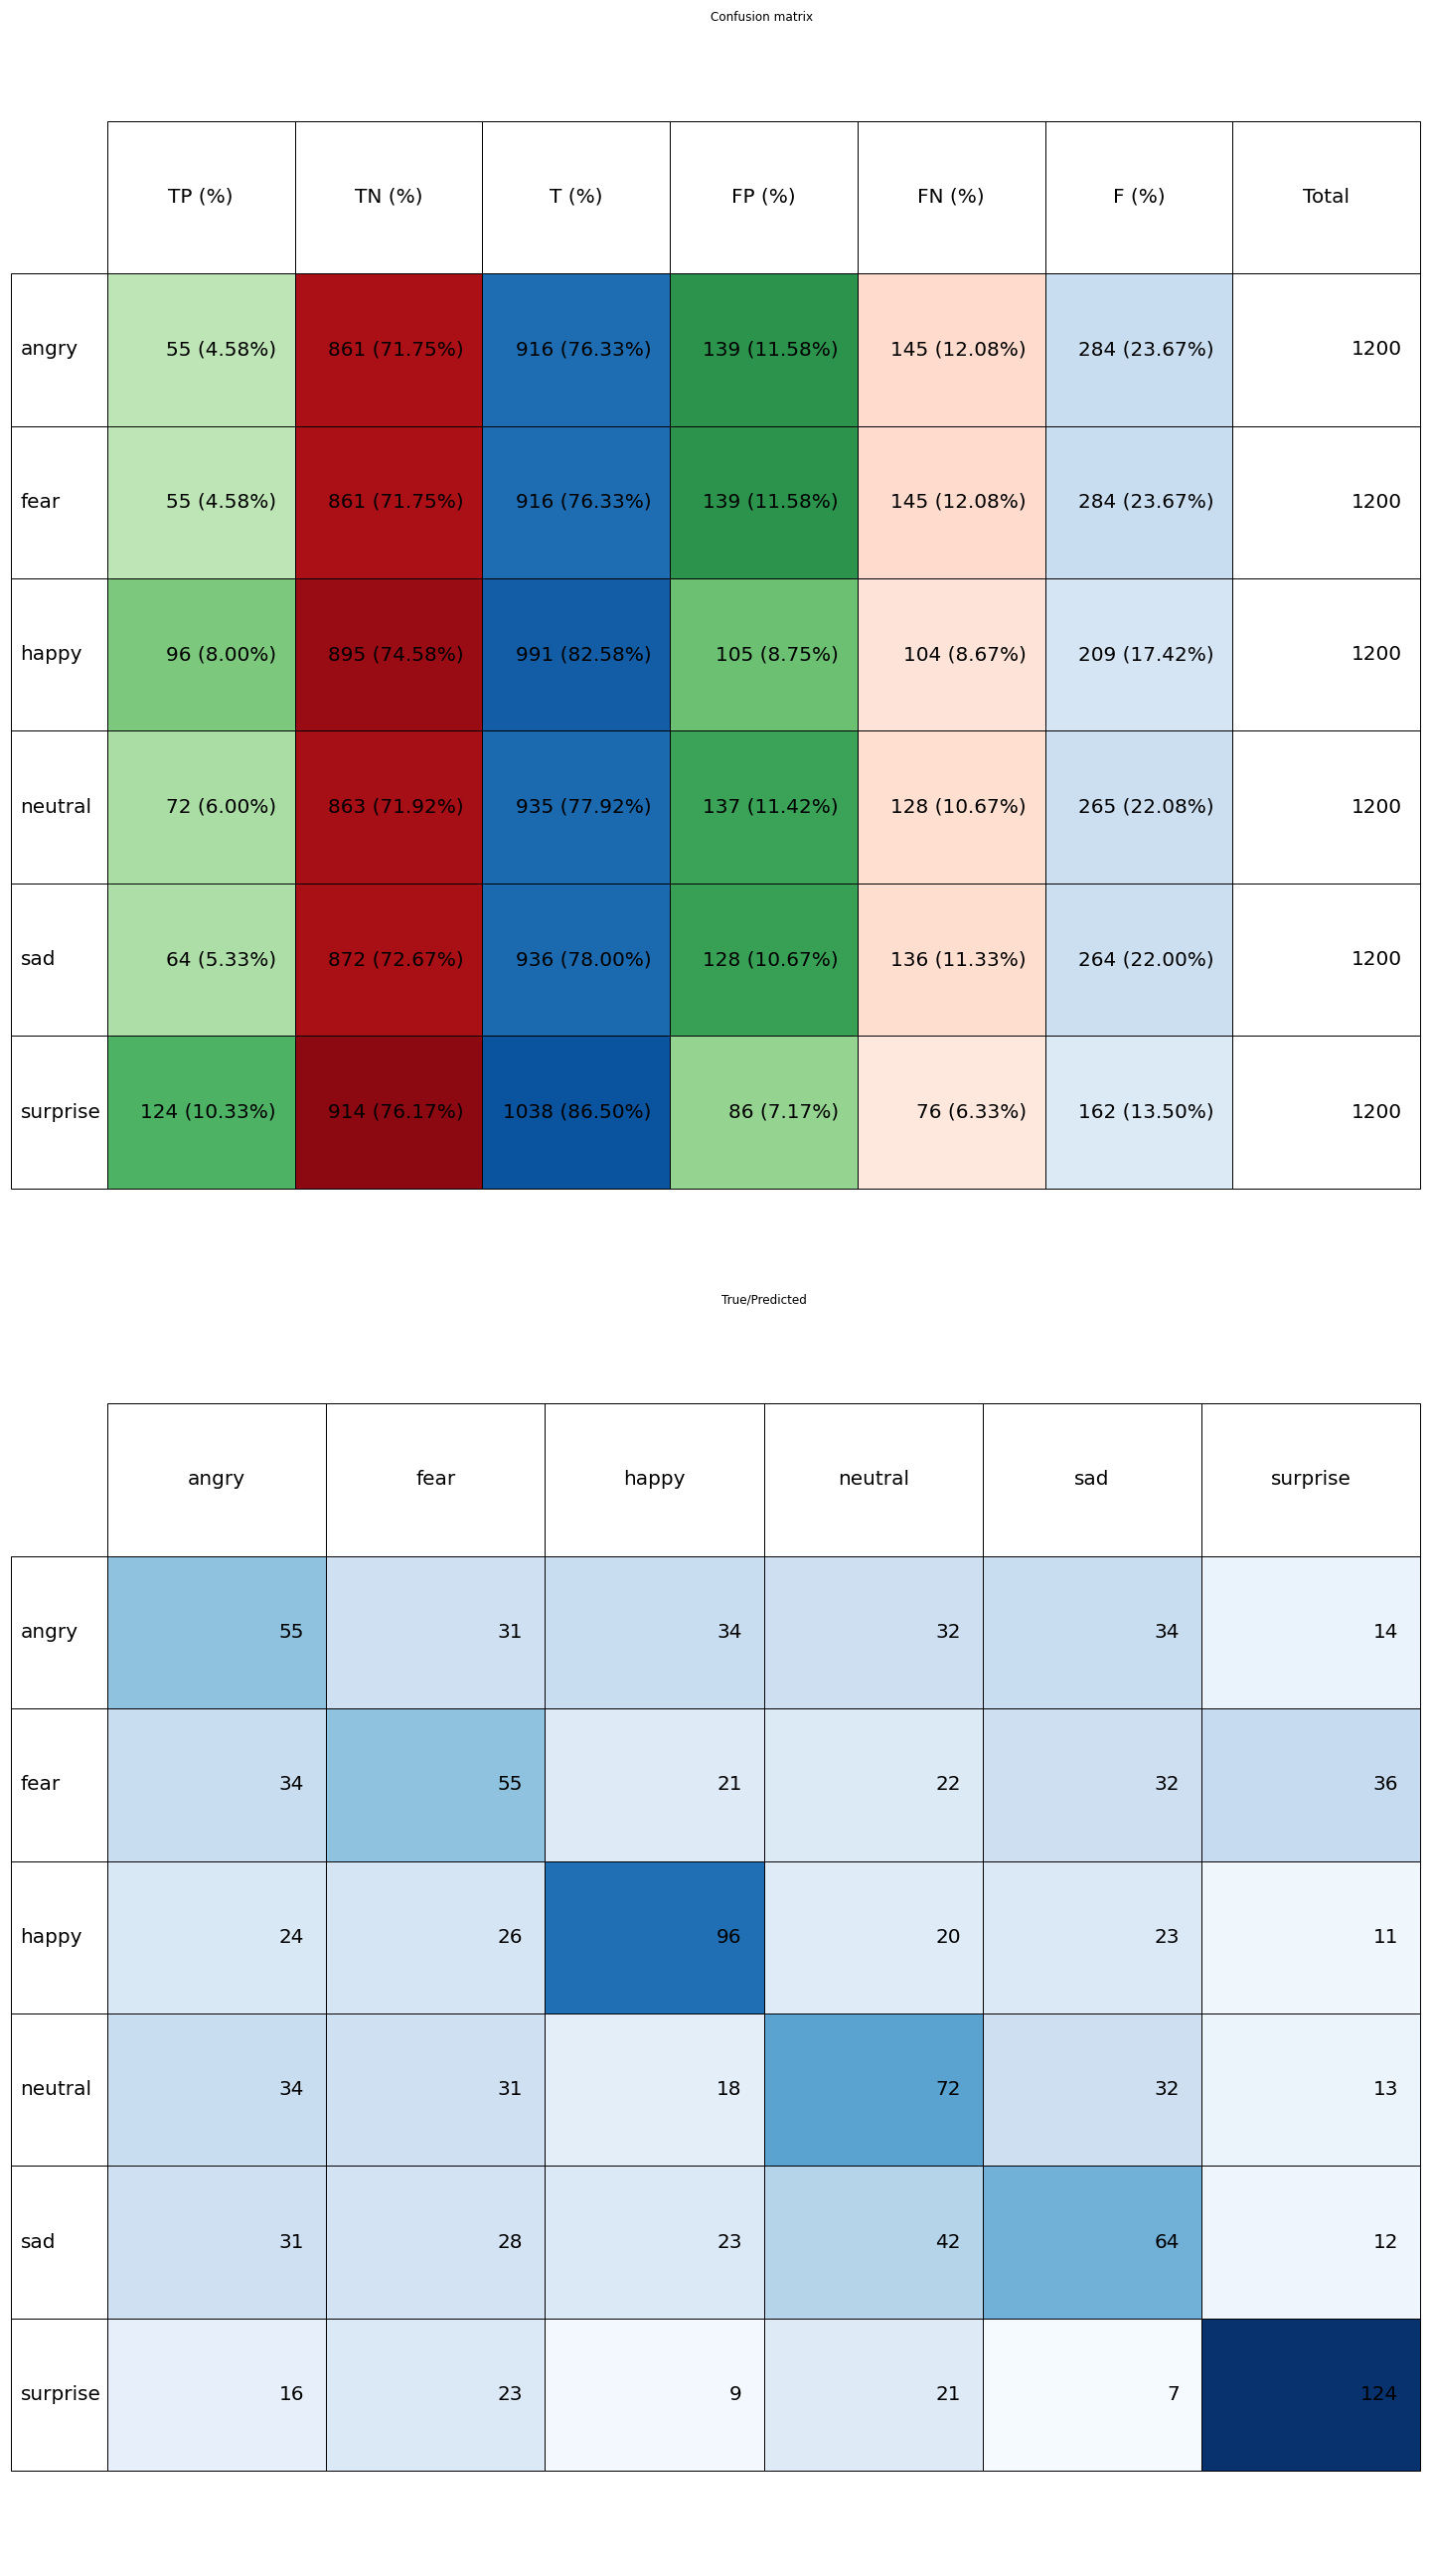 Confusion matrix
TP (%) TN (%) T (%) FP (%) FN (%) F (%) Total
angry 55 (4.58%) 861 (71.75%) 916 (76.33%) 139 (11.58%) 145 (12.08%) 284 (23.67%) 1200
fear 55 (4.58%) 861 (71.75%) 916 (76.33%) 139 (11.58%) 145 (12.08%) 284 (23.67%) 1200
happy 96 (8.00%) 895 (74.58%) 991 (82.58%) 105 (8.75%) 104 (8.67%) 209 (17.42%) 1200
neutral 72 (6.00%) 863 (71.92%) 935 (77.92%) 137 (11.42%) 128 (10.67%) 265 (22.08%) 1200
sad 64 (5.33%) 872 (72.67%) 936 (78.00%) 128 (10.67%) 136 (11.33%) 264 (22.00%) 1200
surprise 124 (10.33%) 914 (76.17%) 1038 (86.50%) 86 (7.17%) 76 (6.33%) 162 (13.50%) 1200
True/Predicted
angry fear happy neutral sad surprise
angry 55 31 34 32 34 14
fear 34 55 21 22 32 36
happy 24 26 96 20 23 11
neutral 34 31 18 72 32 13
sad 31 28 23 42 64 12
surprise 16 23 9 21 7 124